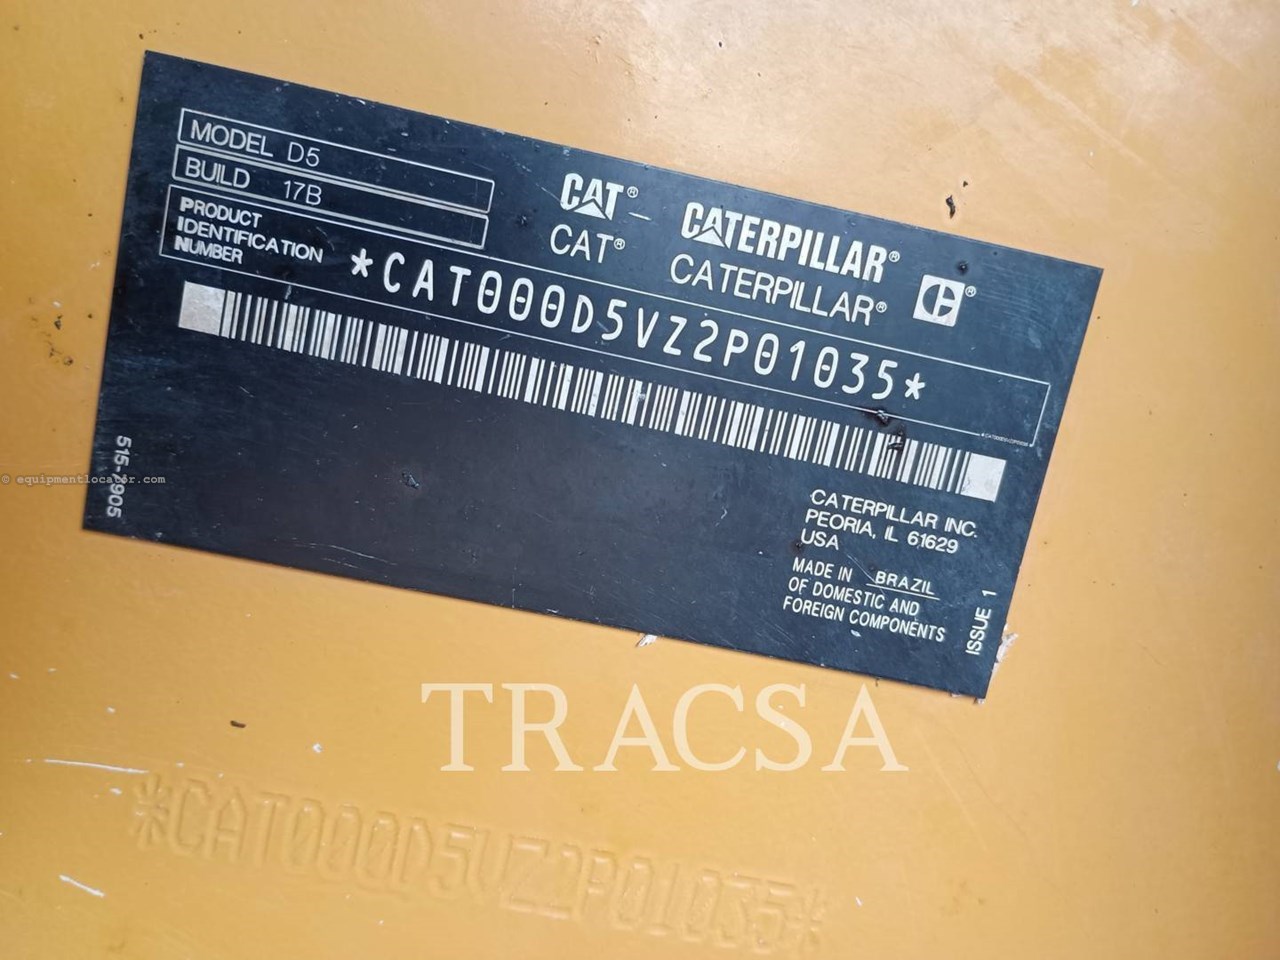 MODEL D5
BUILD 17B
PRODUCT
IDENTIFICATION
NUMBER
*CAT000D5VZ2P01035*
CAT®
CAT®
CATERPILLAR®
CATERPILLAR®
C®
515-7905
CATERPILLAR INC.
PEORIA, IL 61629
USA
MADE IN BRAZIL
OF DOMESTIC AND
FOREIGN COMPONENTS
ISSUE 1
© equipmentlocator.com
TRACSA
*CAT000D5VZ2P01035*